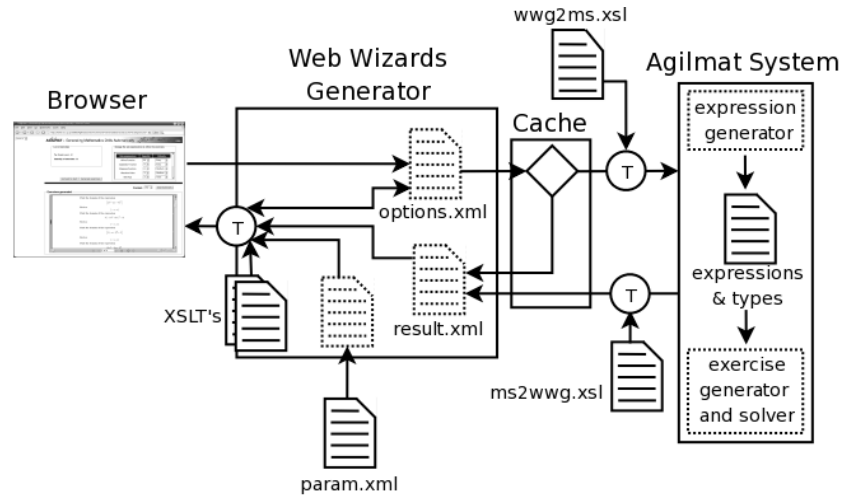 wwg2ms.xsl
Web Wizards
Generator
Agilmat System
Browser
Cache
expression
generator
T
options.xml
T
expressions
& types
T
XSLT's
result.xml
ms2wwg.xsl
exercise
generator
and solver
param.xml